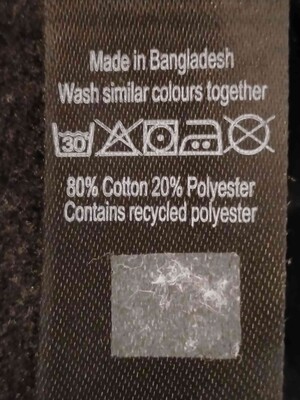 Made in Bangladesh
Wash similar colours together
30
80% Cotton 20% Polyester
Contains recycled polyester